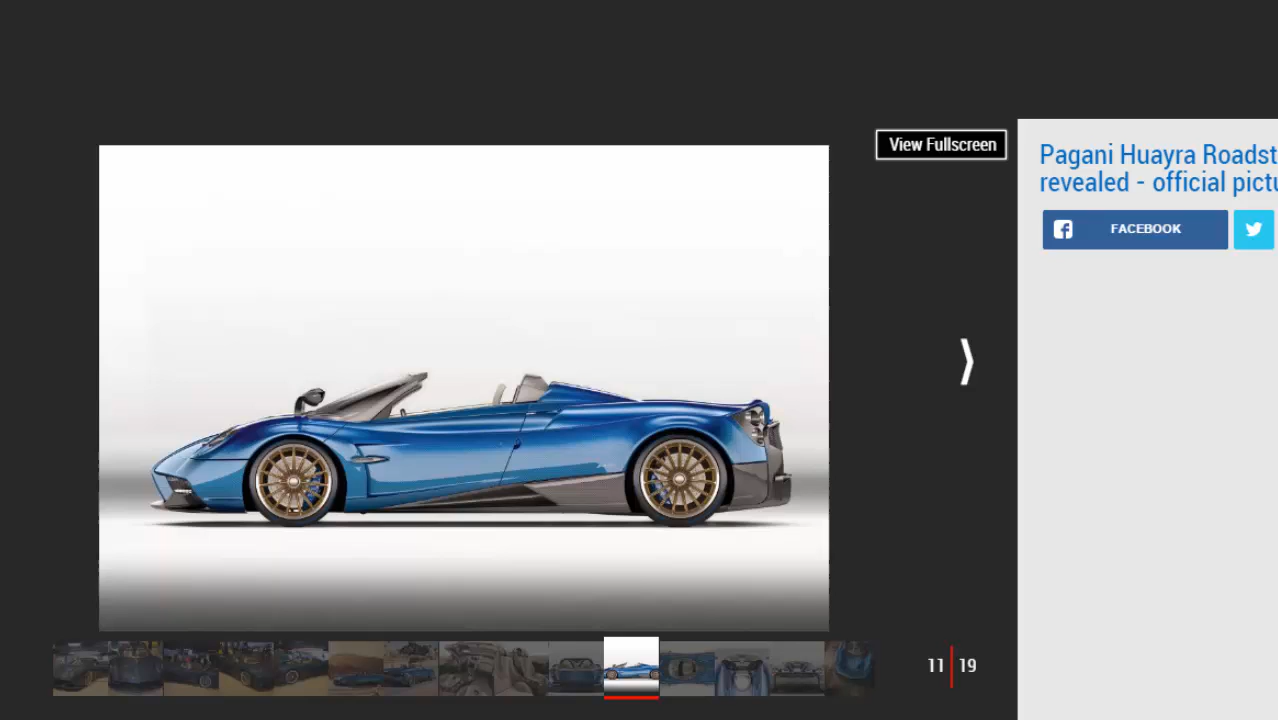 View Fullscreen
Pagani Huayra Roadst
revealed - official pictu
FACEBOOK
11 19